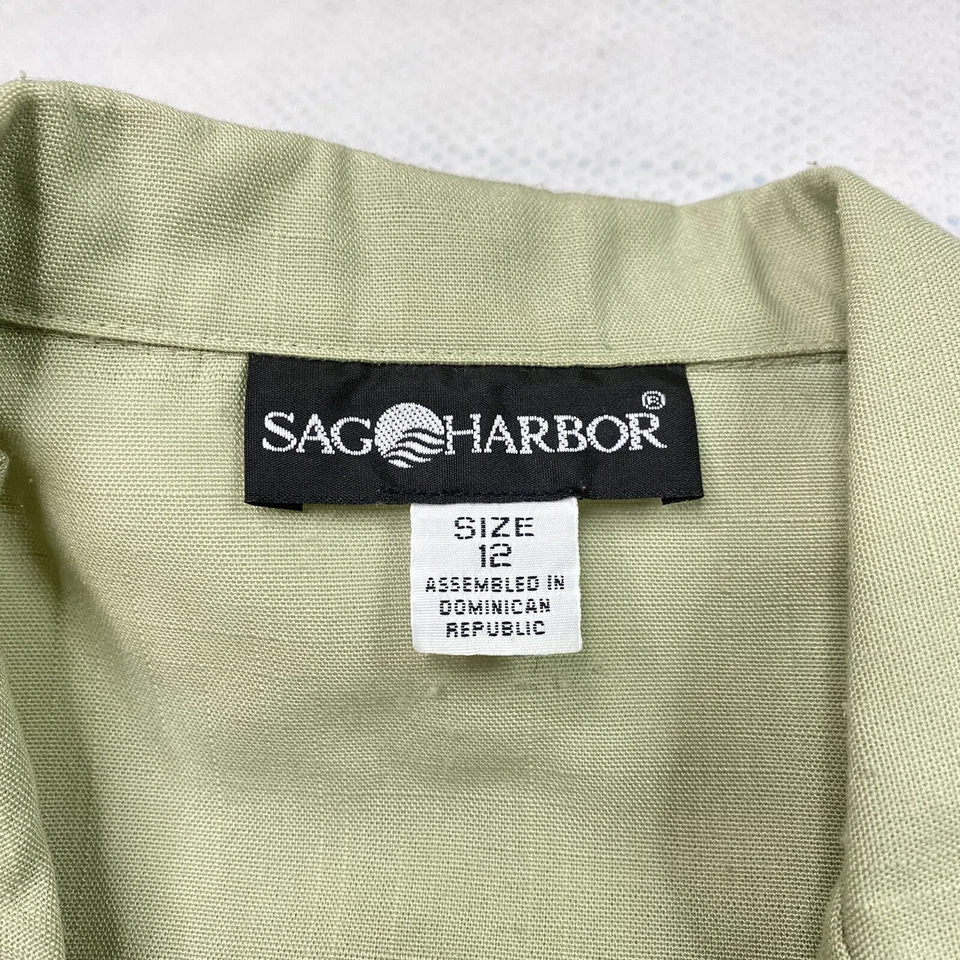 SAG HARBOR®
SIZE
12
ASSEMBLED IN
DOMINICAN
REPUBLIC